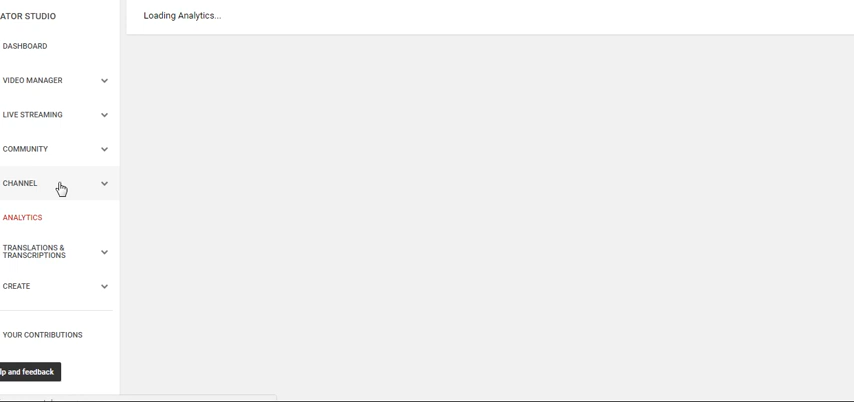 ATOR STUDIO
Loading Analytics...
DASHBOARD
VIDEO MANAGER
LIVE STREAMING
COMMUNITY
CHANNEL
ANALYTICS
TRANSLATIONS &
TRANSCRIPTIONS
CREATE
YOUR CONTRIBUTIONS
lp and feedback